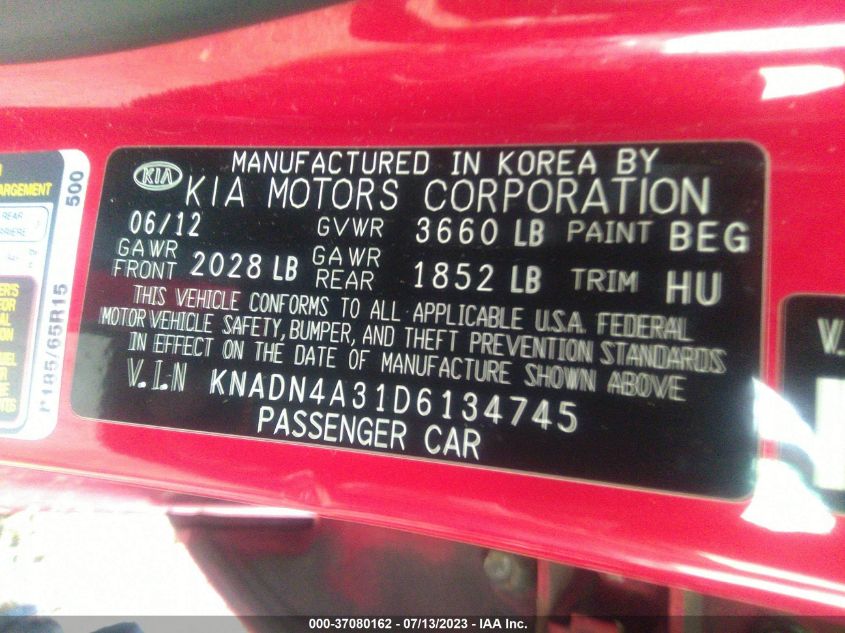 MANUFACTURED IN KOREA BY
KIA KIA MOTORS CORPORATION
06/12 GVWR 3660 LB PAINT BEG
GAWR FRONT 2028 LB GAWR REAR 1852 LB TRIM HU
THIS VEHICLE CONFORMS TO ALL APPLICABLE U.S.A. FEDERAL
MOTOR VEHICLE SAFETY, BUMPER, AND THEFT PREVENTION STANDARDS
IN EFFECT ON THE DATE OF MANUFACTURE SHOWN ABOVE
V.I.N KNADN4A31D6134745
PASSENGER CAR
ARGEMENT
500
REAR
P185/65R15
V.
000-37080162 - 07/13/2023 - IAA Inc.